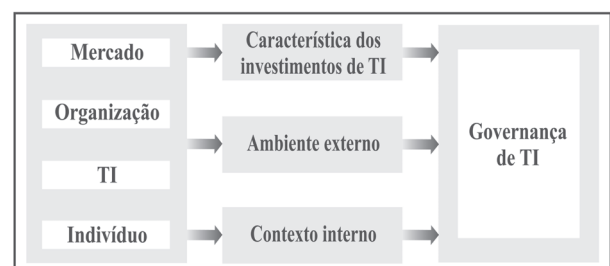 Mercado
Organização
TI
Indivíduo
Característica dos
investimentos de TI
Ambiente externo
Contexto interno
Governança
de TI